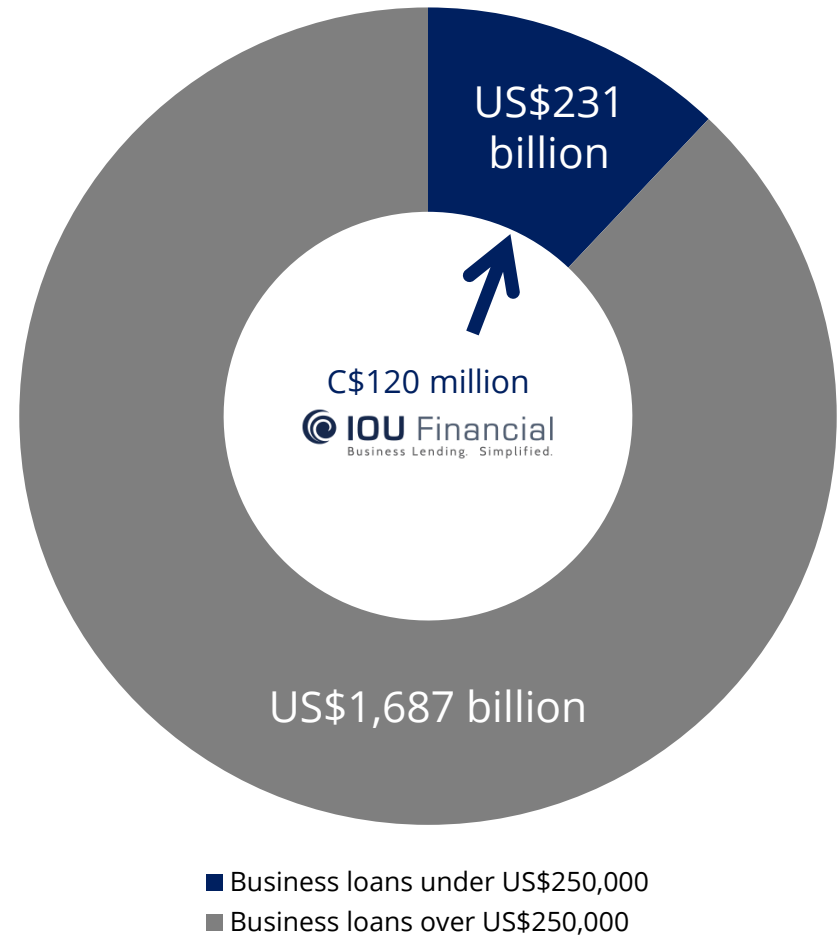 US$231
billion
C$120 million
IOU Financial
Business Lending. Simplified.
US$1,687 billion
Business loans under US$250,000
Business loans over US$250,000